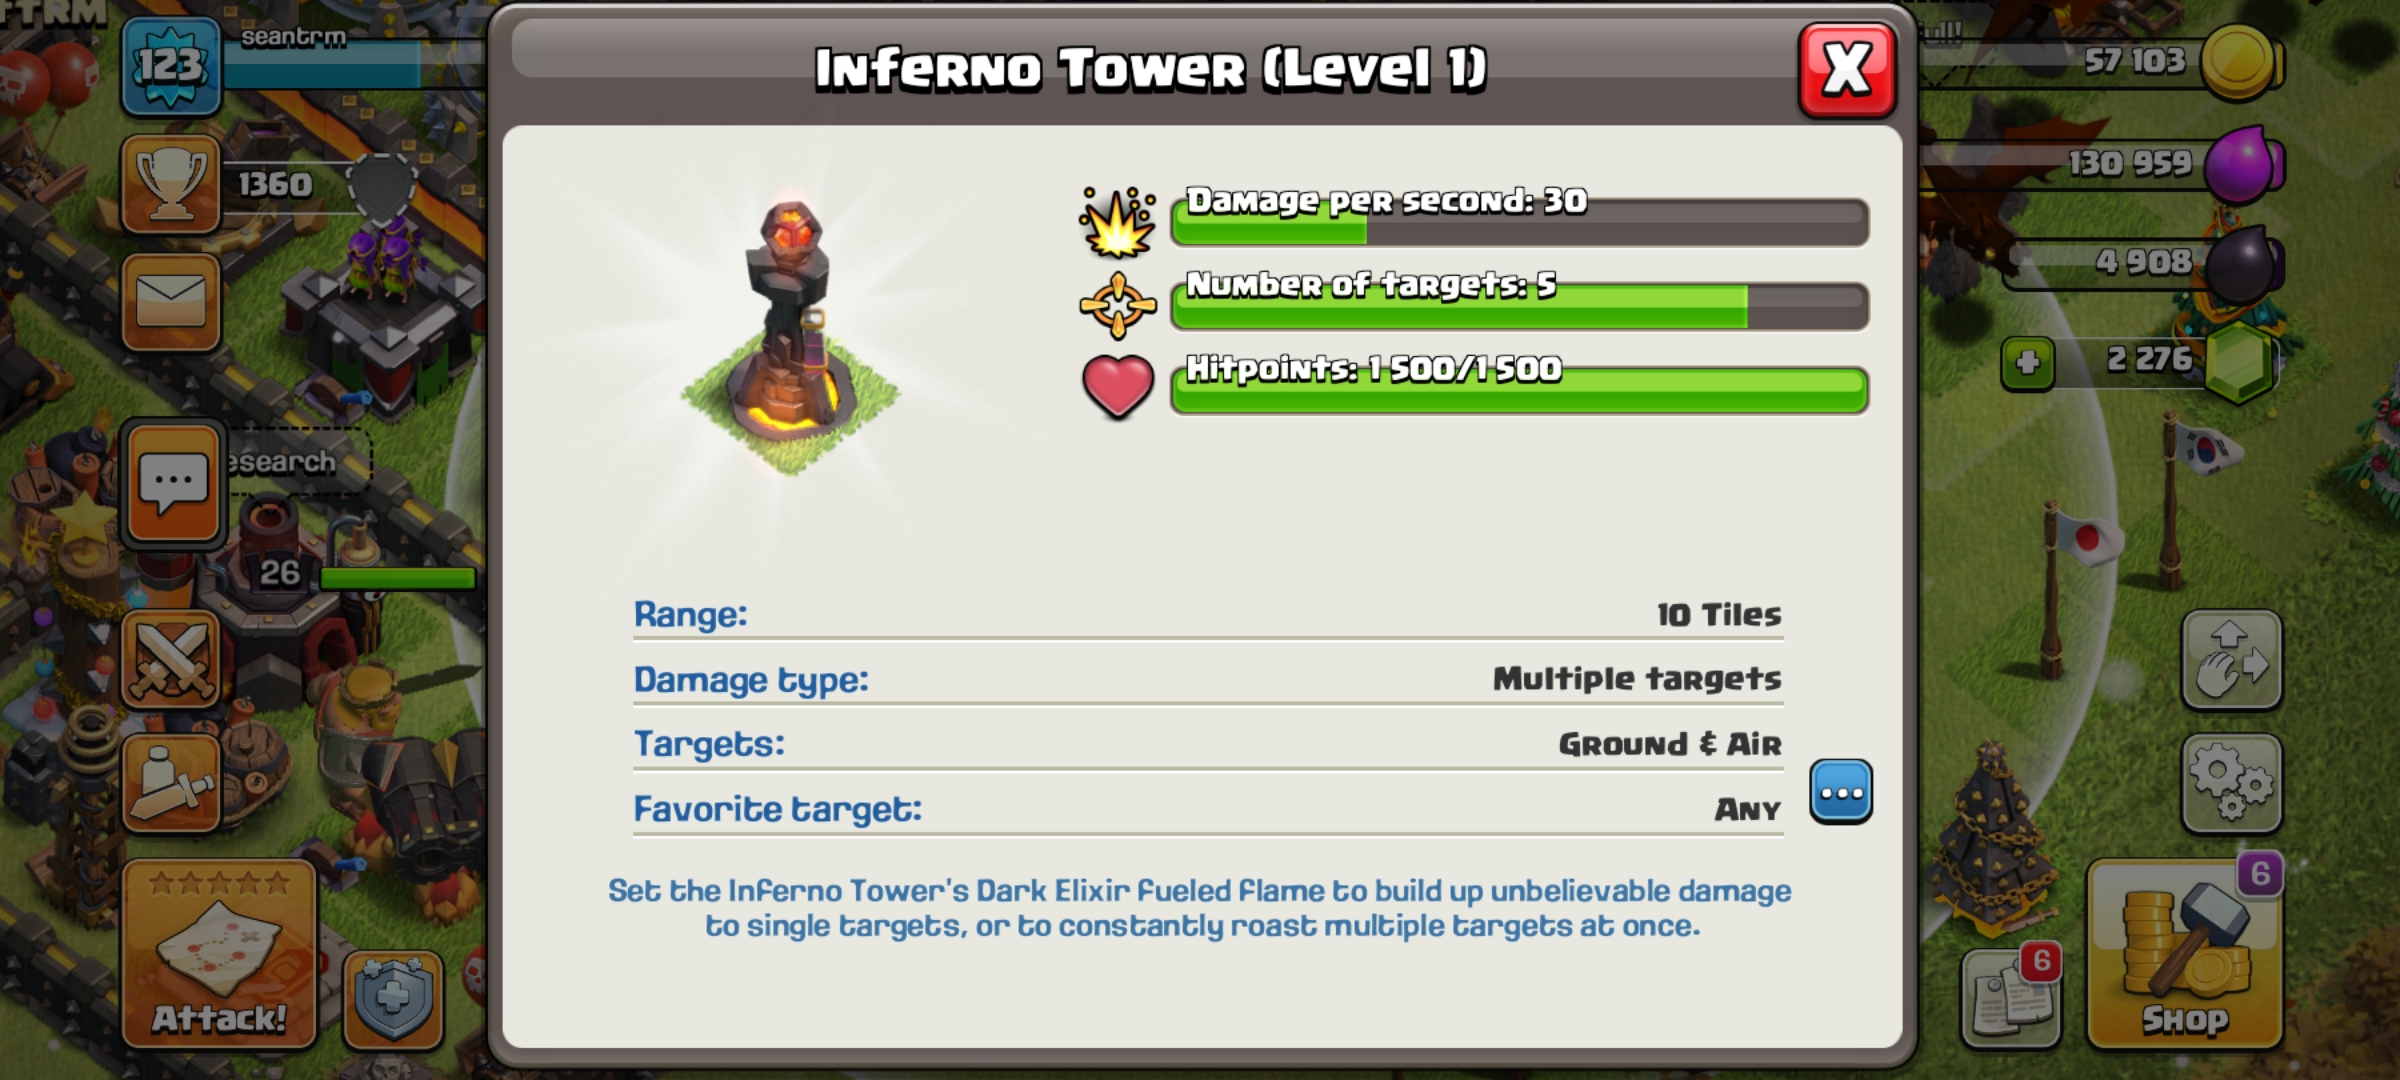 123
seantrm
Inferno Tower (Level 1)
X
57 103
1360
130 959
4 908
2 276
Damage per second: 30
Number of targets: 5
Hitpoints: 1 500/1 500
esearch
26
Range: 10 Tiles
Damage type: Multiple targets
Targets: Ground & Air
Favorite target: Any
Set the Inferno Tower's Dark Elixir fueled flame to build up unbelievable damage
to single targets, or to constantly roast multiple targets at once.
Attack!
6
6
Shop